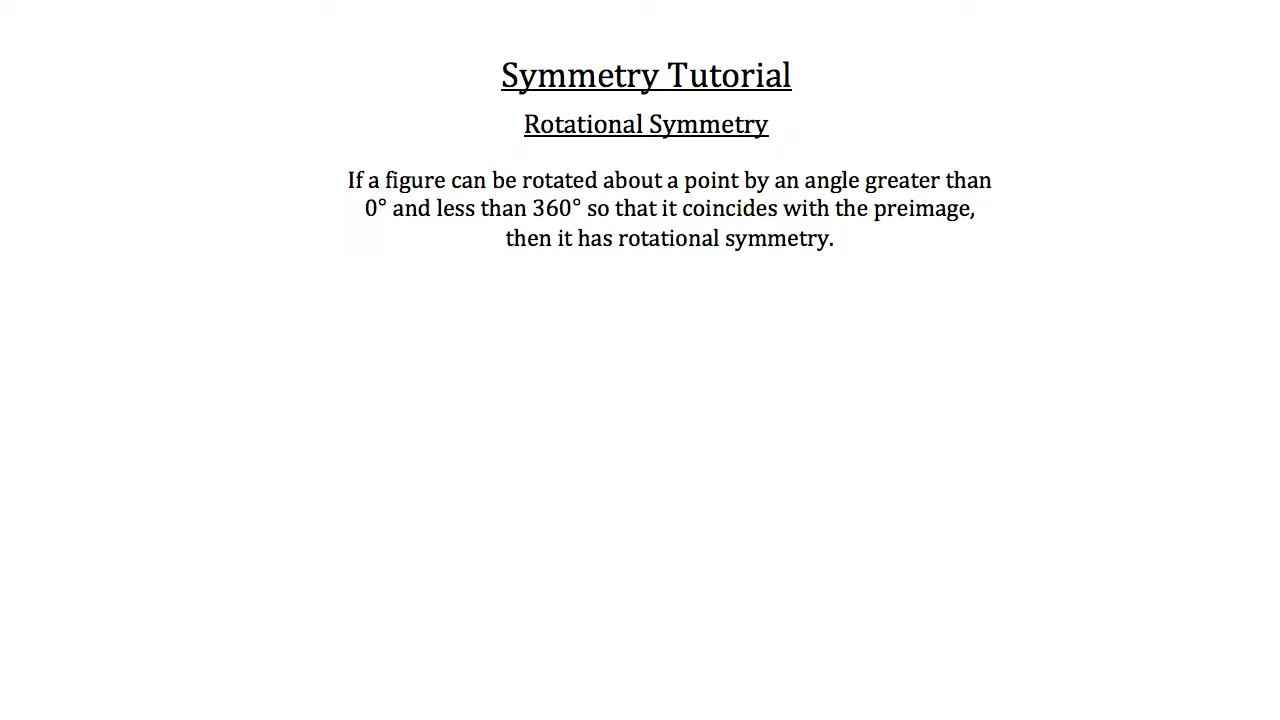 Symmetry Tutorial
Rotational Symmetry
If a figure can be rotated about a point by an angle greater than
0° and less than 360° so that it coincides with the preimage,
then it has rotational symmetry.